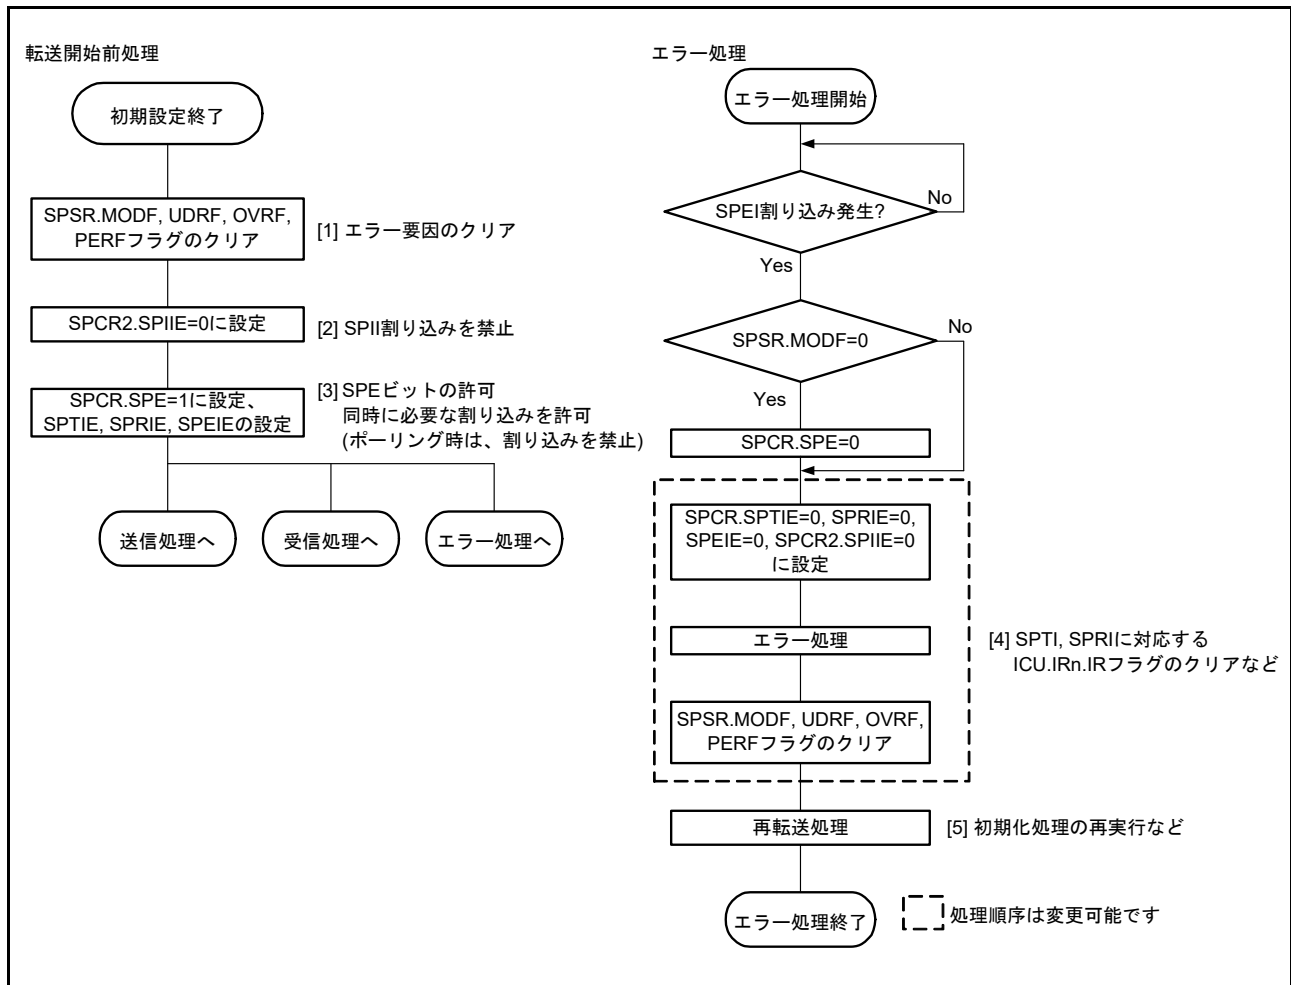 転送開始前処理
初期設定終了
SPSR.MODF, UDRF, OVRF,
PERFフラグのクリア
[1] エラー要因のクリア
SPCR2.SPIIE=0に設定
[2] SPII割り込みを禁止
SPCR.SPE=1に設定、
SPTIE, SPRIE, SPEIEの設定
[3] SPEビットの許可
同時に必要な割り込みを許可
(ポーリング時は、割り込みを禁止)
送信処理へ
受信処理へ
エラー処理へ
エラー処理
エラー処理開始
SPEI割り込み発生?
No
Yes
SPSR.MODF=0
No
Yes
SPCR.SPE=0
SPCR.SPTIE=0, SPRIE=0,
SPEIE=0, SPCR2.SPIIE=0
に設定
エラー処理
[4] SPTI, SPRIに対応する
ICU.IRn.IRフラグのクリアなど
SPSR.MODF, UDRF, OVRF,
PERFフラグのクリア
再転送処理
[5] 初期化処理の再実行など
エラー処理終了
処理順序は変更可能です